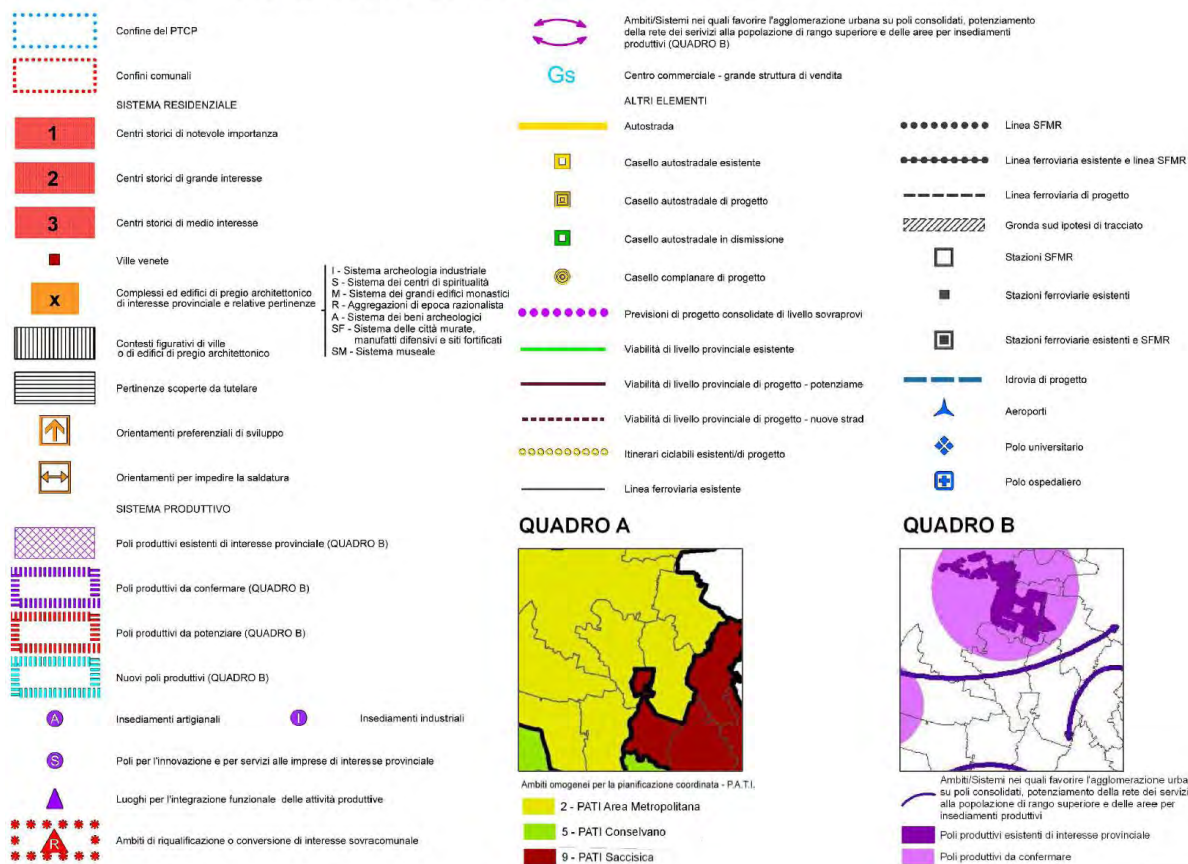 Confine del PTCP
Confini comunali
SISTEMA RESIDENZIALE
1
Centri storici di notevole importanza
2
Centri storici di grande interesse
3
Centri storici di medio interesse
Ville venete
x
Complessi ed edifici di pregio architettonico
di interesse provinciale e relative pertinenze
I - Sistema archeologia industriale
S - Sistema dei centri di spiritualità
M - Sistema dei grandi edifici monastici
R - Aggregazioni di epoca razionalista
A - Sistema dei beni archeologici
SF - Sistema delle città murate,
manufatti difensivi e siti fortificati
SM - Sistema museale
Contesti figurativi di ville
o di edifici di pregio architettonico
Pertinenze scoperte da tutelare
Orientamenti preferenziali di sviluppo
Orientamenti per impedire la saldatura
SISTEMA PRODUTTIVO
Poli produttivi esistenti di interesse provinciale (QUADRO B)
Poli produttivi da confermare (QUADRO B)
Poli produttivi da potenziare (QUADRO B)
Nuovi poli produttivi (QUADRO B)
A
Insediamenti artigianali
I
Insediamenti industriali
S
Poli per l'innovazione e per servizi alle imprese di interesse provinciale
Luoghi per l'integrazione funzionale delle attività produttive
R
Ambiti di riqualificazione o conversione di interesse sovracomunale
Ambiti/Sistemi nei quali favorire l'agglomerazione urbana su poli consolidati, potenziamento
della rete dei serivizi alla popolazione di rango superiore e delle aree per insediamenti
produttivi (QUADRO B)
Gs
Centro commerciale - grande struttura di vendita
ALTRI ELEMENTI
Autostrada
Casello autostradale esistente
Casello autostradale di progetto
Casello autostradale in dismissione
Casello complanare di progetto
Previsioni di progetto consolidate di livello sovraprovi
Viabilità di livello provinciale esistente
Viabilità di livello provinciale di progetto - potenziame
Viabilità di livello provinciale di progetto - nuove strad
Itinerari ciclabili esistenti/di progetto
Linea ferroviaria esistente
Linea SFMR
Linea ferroviaria esistente e linea SFMR
Linea ferroviaria di progetto
Gronda sud ipotesi di tracciato
Stazioni SFMR
Stazioni ferroviarie esistenti
Stazioni ferroviarie esistenti e SFMR
Idrovia di progetto
Aeroporti
Polo universitario
Polo ospedaliero
QUADRO A
Ambiti omogenei per la pianificazione coordinata - P.A.T.I.
2 - PATI Area Metropolitana
5 - PATI Conselvano
9 - PATI Saccisica
QUADRO B
Ambiti/Sistemi nei quali favorire l'agglomerazione urba
su poli consolidati, potenziamento della rete dei servizi
alla popolazione di rango superiore e delle aree per
insediamenti produttivi
Poli produttivi esistenti di interesse provinciale
Poli produttivi da confermare